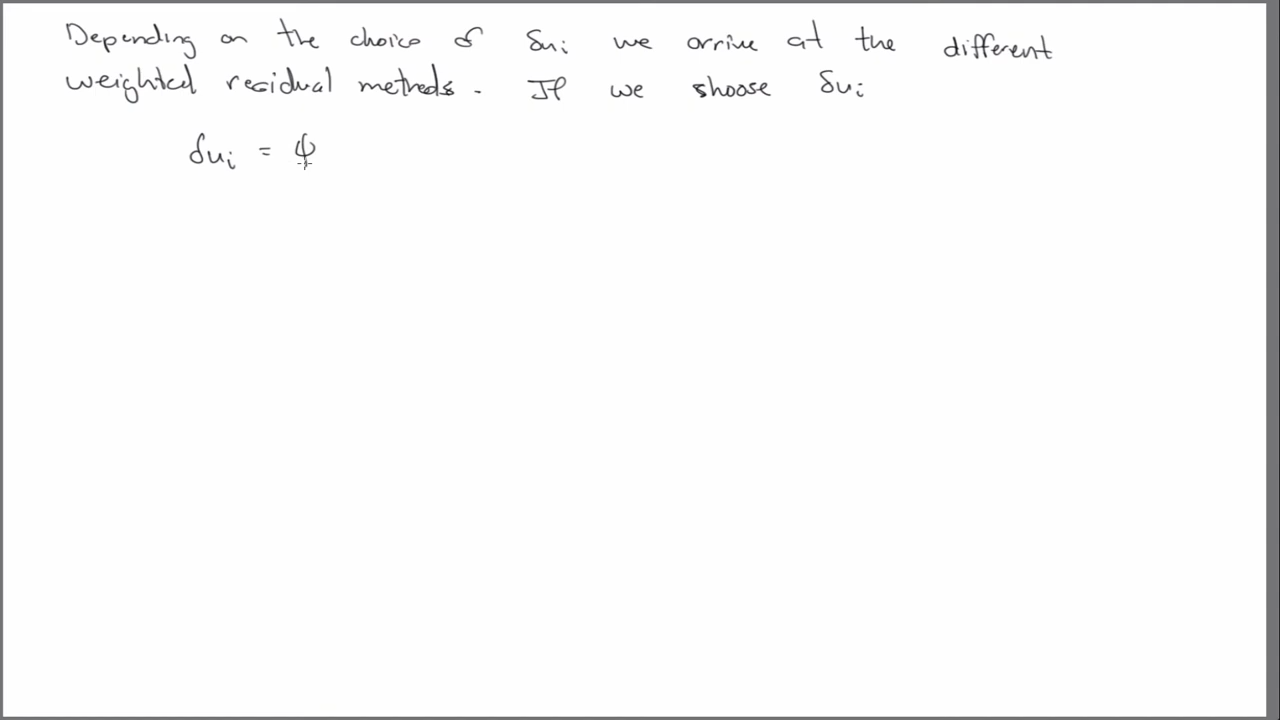 Depending on the choice of δui we arrive at the different
weighted residual methods. If we shoose δui
δui = ψ